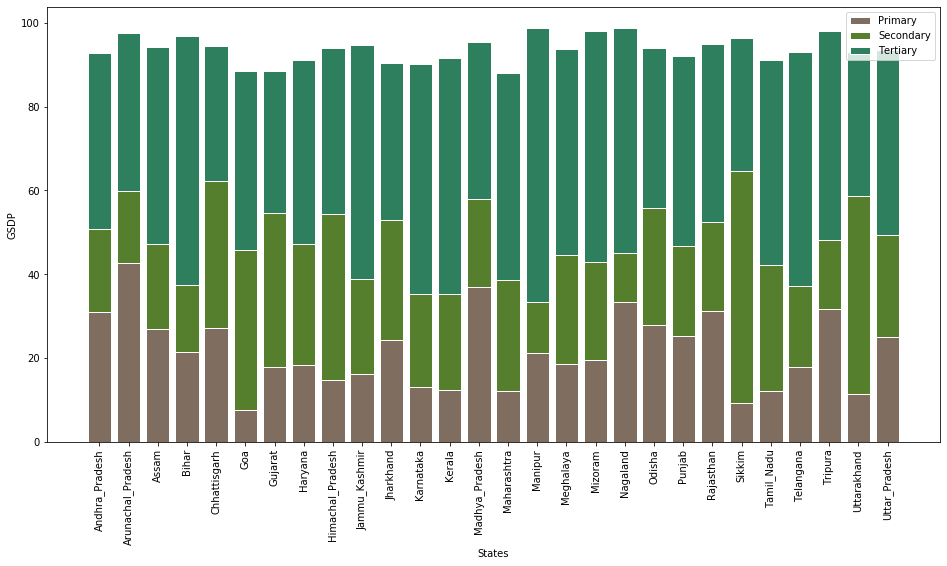 Primary
Secondary
Tertiary
100
80
60
40
20
0
GSDP
Andhra_Pradesh
Arunachal_Pradesh
Assam
Bihar
Chhattisgarh
Goa
Gujarat
Haryana
Himachal_Pradesh
Jammu_Kashmir
Jharkhand
Karnataka
Kerala
Madhya_Pradesh
Maharashtra
Manipur
Meghalaya
Mizoram
Nagaland
Odisha
Punjab
Rajasthan
Sikkim
Tamil_Nadu
Telangana
Tripura
Uttarakhand
Uttar_Pradesh
States